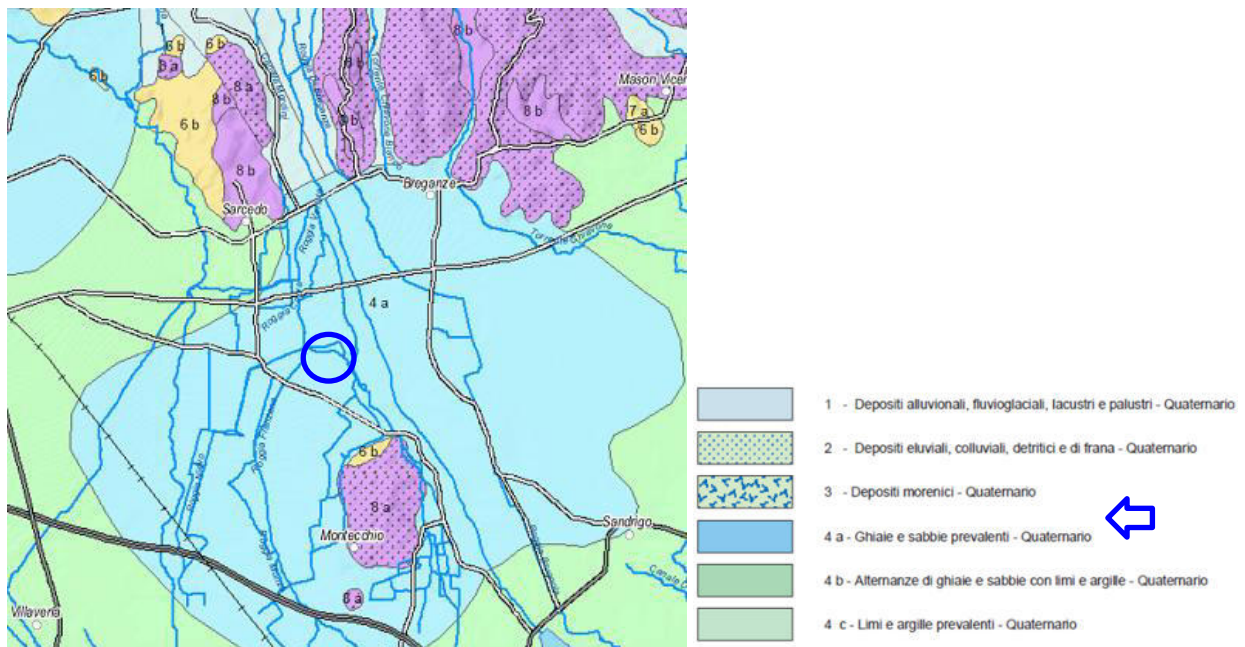 6 b
6 b
8 b
6 b
8 a
8 a
8 b
8 b
8 b
8 b
Mason Vicen
7 a
6 b
6 b
8 b
Breganze
Sarcedo
4 a
6 b
8 a
Montecchio
8 a
Sandrigo
Villaverla
1 - Depositi alluvionali, fluvioglaciali, lacustri e palustri - Quaternario
2 - Depositi eluviali, colluviali, detritici e di frana - Quaternario
3 - Depositi morenici - Quaternario
4 a - Ghiaie e sabbie prevalenti - Quaternario
4 b - Alternanze di ghiaie e sabbie con limi e argille - Quaternario
4 c - Limi e argille prevalenti - Quaternario